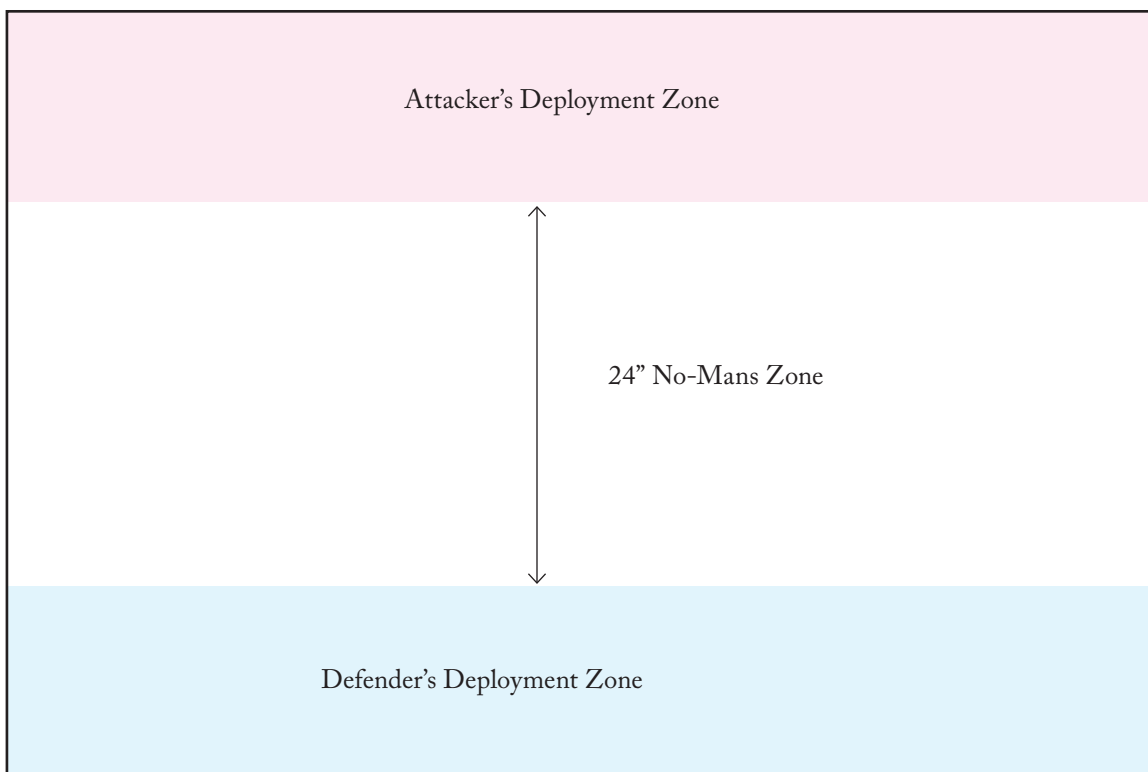 Attacker’s Deployment Zone
24” No-Mans Zone
Defender’s Deployment Zone